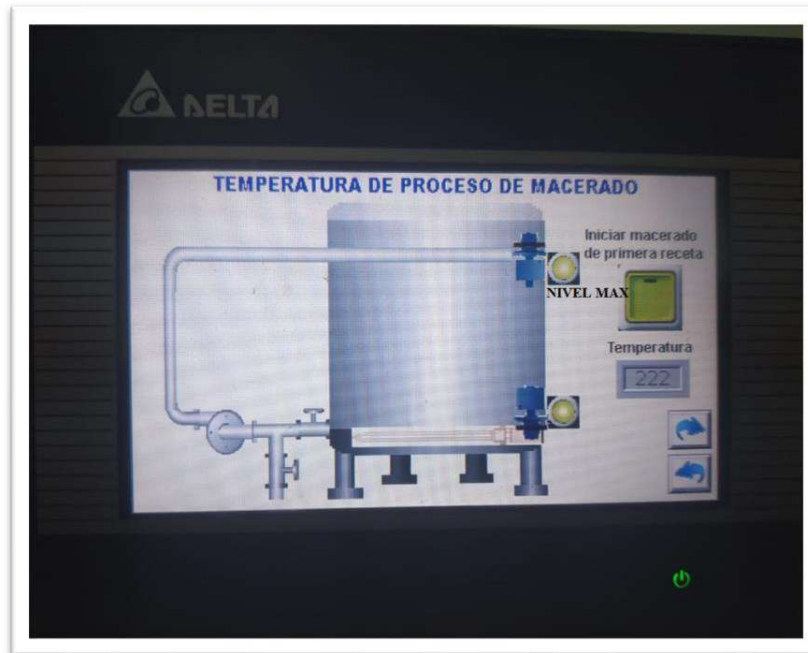 DELTA
TEMPERATURA DE PROCESO DE MACERADO
Iniciar macerado
de primera receta
NIVEL MAX
Temperatura
222